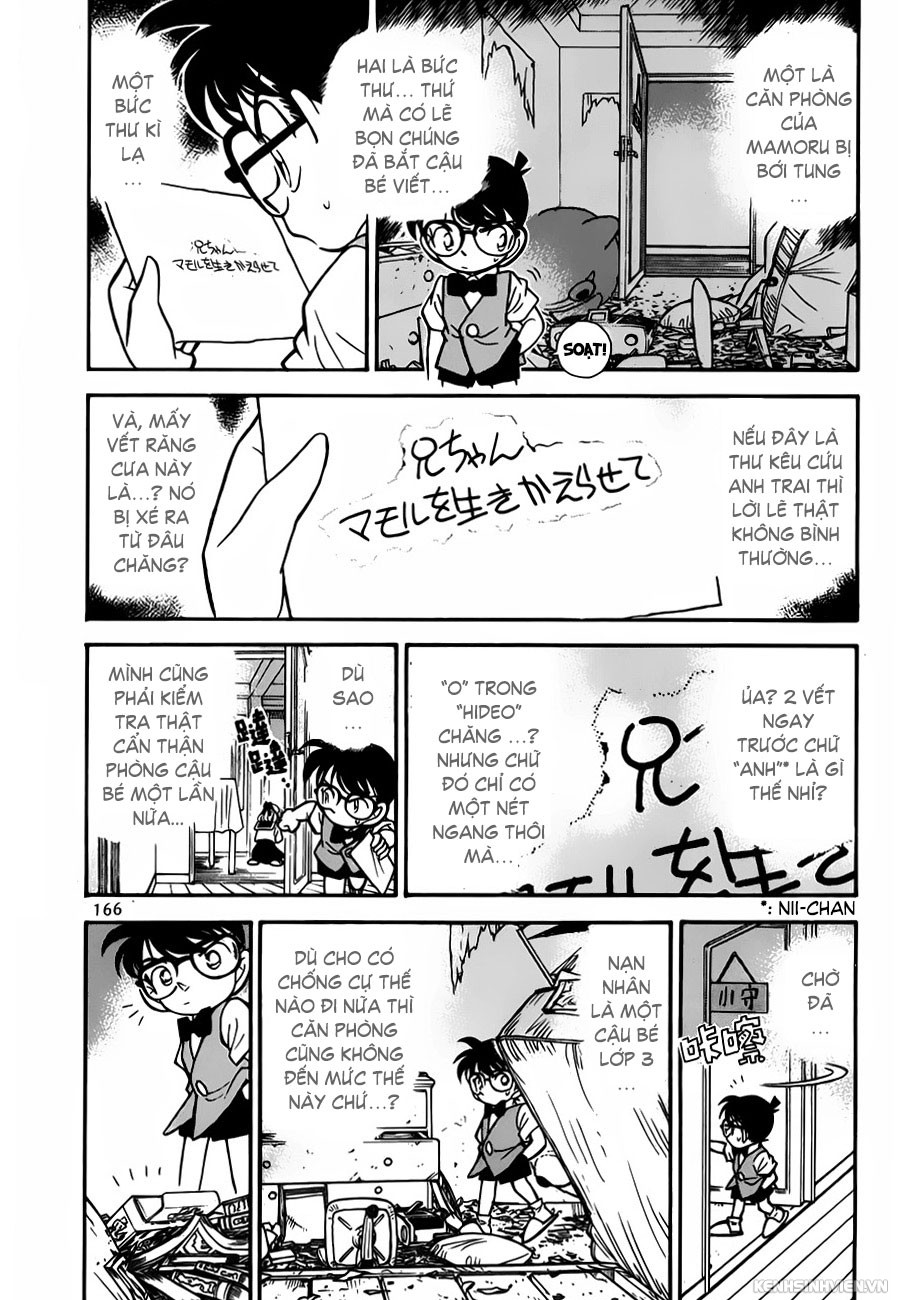 MỘT LÀ
CĂN PHÒNG
CỦA
MAMORU BỊ
BỚI TUNG
...
HAI LÀ BỨC
THƯ... THỨ
MÀ CÓ LẼ
BỌN CHÚNG
ĐÃ BẮT CẬU
BÉ VIẾT...
SOẠT!
MỘT
BỨC
THƯ KÌ
LẠ
...
兄ちゃん
マモルを生きかえらせて
NẾU ĐÂY LÀ
THƯ KÊU CỨU
ANH TRAI THÌ
LỜI LẼ THẬT
KHÔNG BÌNH
THƯỜNG...
兄ちゃん
マモルを生きかえらせて
VÀ, MẤY
VẾT RĂNG
CƯA NÀY
LÀ...? NÓ
BỊ XÉ RA
TỪ ĐÂU
CHĂNG?
ỦA? 2 VẾT
NGAY
TRƯỚC CHỮ
“ANH”* LÀ GÌ
THẾ NHỈ?
兄
“O” TRONG
“HIDEO”
CHĂNG ...?
NHƯNG CHỮ
ĐÓ CHỈ CÓ
MỘT NÉT
NGANG THÔI
MÀ...
DÙ
SAO
...
MÌNH CŨNG
PHẢI KIỂM
TRA THẬT
CẨN THẬN
PHÒNG CẬU
BÉ MỘT LẦN
NỮA...
躂
躂
166
*: NII-CHAN
CHỜ
ĐÃ
...
小守
咔嚓
NẠN
NHÂN
LÀ MỘT
CẬU BÉ
LỚP 3
...
DÙ CHO CÓ
CHỐNG CỰ THẾ
NÀO ĐI NỮA THÌ
CĂN PHÒNG
CŨNG KHÔNG
ĐẾN MỨC THẾ
NÀY CHỨ...?
KENHSINHVIEN.VN